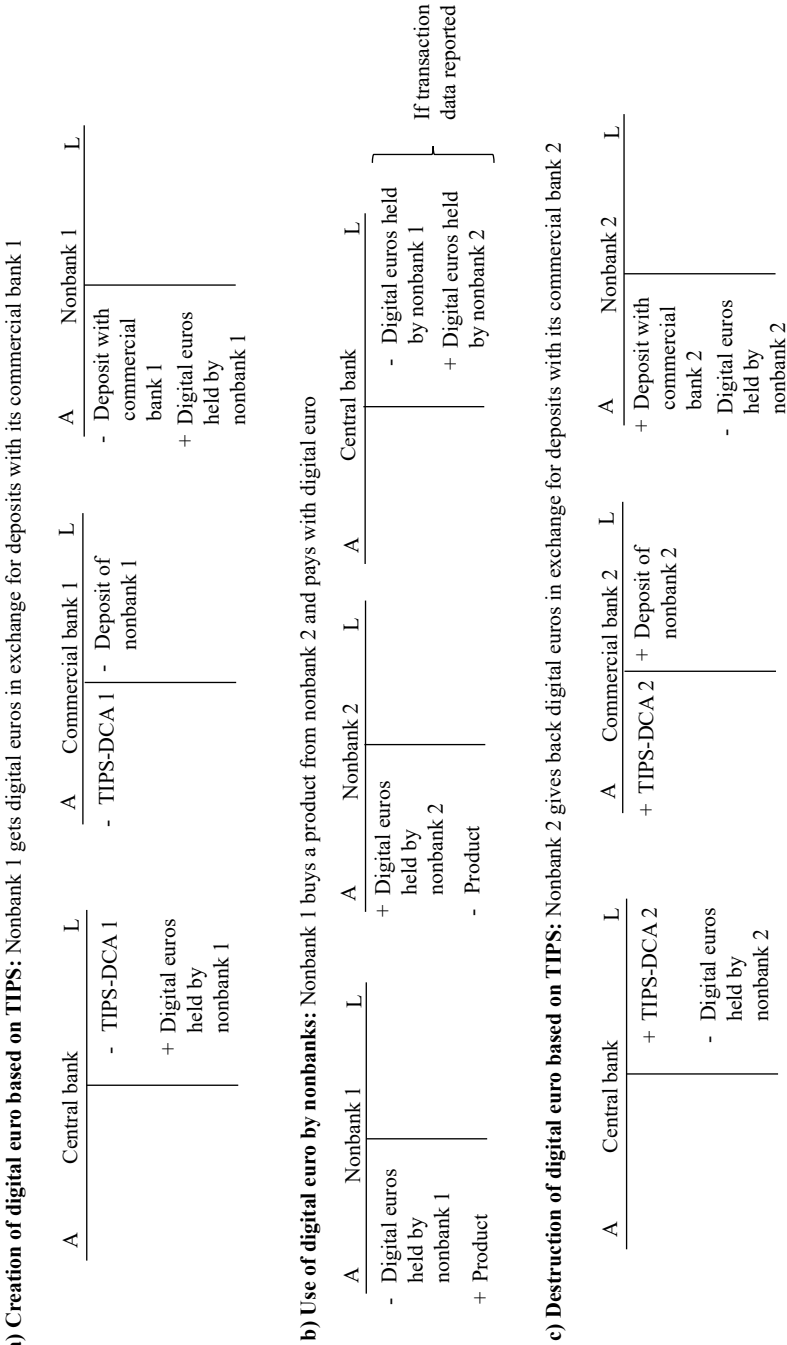 a) Creation of digital euro based on TIPS: Nonbank 1 gets digital euros in exchange for deposits with its commercial bank 1
A Central bank L
- TIPS-DCA 1
+ Digital euros
held by
nonbank 1
A Commercial bank 1 L
- TIPS-DCA 1
- Deposit of
nonbank 1
A Nonbank 1 L
- Deposit with
commercial
bank 1
+ Digital euros
held by
nonbank 1
b) Use of digital euro by nonbanks: Nonbank 1 buys a product from nonbank 2 and pays with digital euro
A Nonbank 1 L
- Digital euros
held by
nonbank 1
+ Product
A Nonbank 2 L
+ Digital euros
held by
nonbank 2
- Product
A Central bank L
- Digital euros held
by nonbank 1
+ Digital euros held
by nonbank 2
If transaction
data reported
c) Destruction of digital euro based on TIPS: Nonbank 2 gives back digital euros in exchange for deposits with its commercial bank 2
A Central bank L
+ TIPS-DCA 2
- Digital euros
held by
nonbank 2
A Commercial bank 2 L
+ TIPS-DCA 2
+ Deposit of
nonbank 2
A Nonbank 2 L
+ Deposit with
commercial
bank 2
- Digital euros
held by
nonbank 2